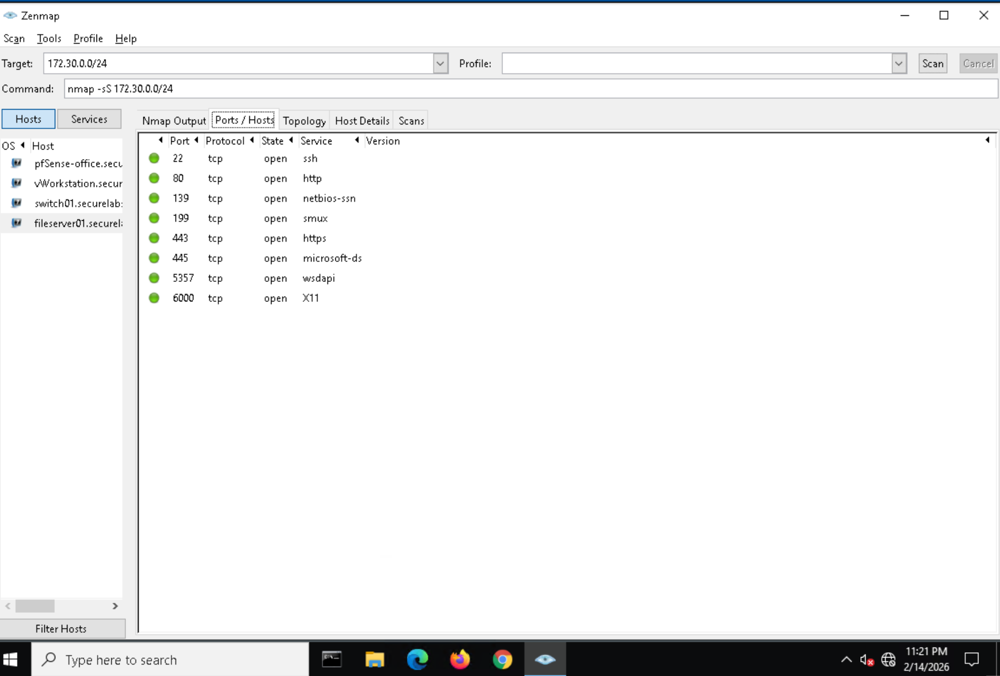 Zenmap
Scan Tools Profile Help
Target: 172.30.0.0/24 Profile: Scan Cancel
Command: nmap -sS 172.30.0.0/24
Hosts Services
Nmap Output Ports / Hosts Topology Host Details Scans
OS Host
pfSense-office.secu
vWorkstation.secur
switch01.securelab
fileserver01.securel
Filter Hosts
Port Protocol State Service Version
22 tcp open ssh
80 tcp open http
139 tcp open netbios-ssn
199 tcp open smux
443 tcp open https
445 tcp open microsoft-ds
5357 tcp open wsdapi
6000 tcp open X11
Type here to search
11:21 PM
2/14/2026